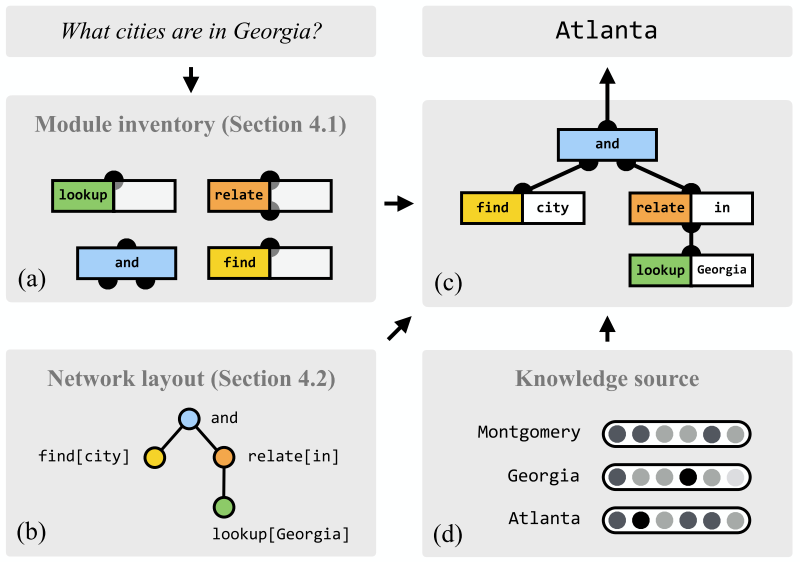 What cities are in Georgia?
Atlanta
Module inventory (Section 4.1)
lookup
relate
and
find
(a)
and
find city
relate in
lookup Georgia
(c)
Network layout (Section 4.2)
and
find[city]
relate[in]
lookup[Georgia]
(b)
Knowledge source
Montgomery
Georgia
Atlanta
(d)